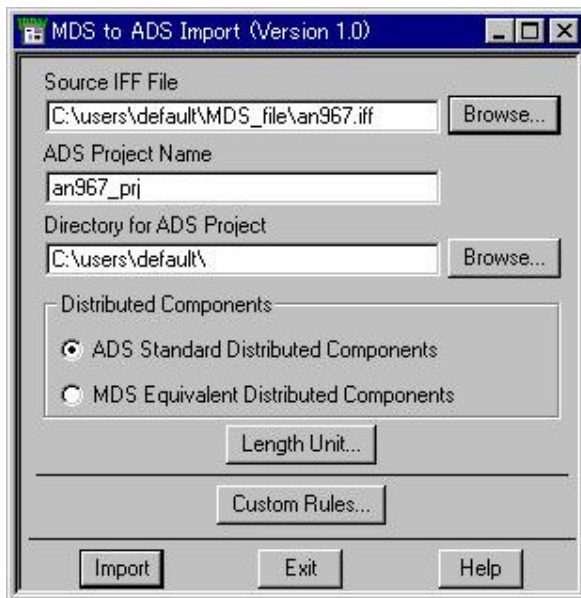 MDS to ADS Import (Version 1.0)
Source IFF File
C:\users\default\MDS_file\an967.iff
Browse...
ADS Project Name
an967_prj
Directory for ADS Project
C:\users\default\
Browse...
Distributed Components
ADS Standard Distributed Components
MDS Equivalent Distributed Components
Length Unit...
Custom Rules...
Import Exit Help